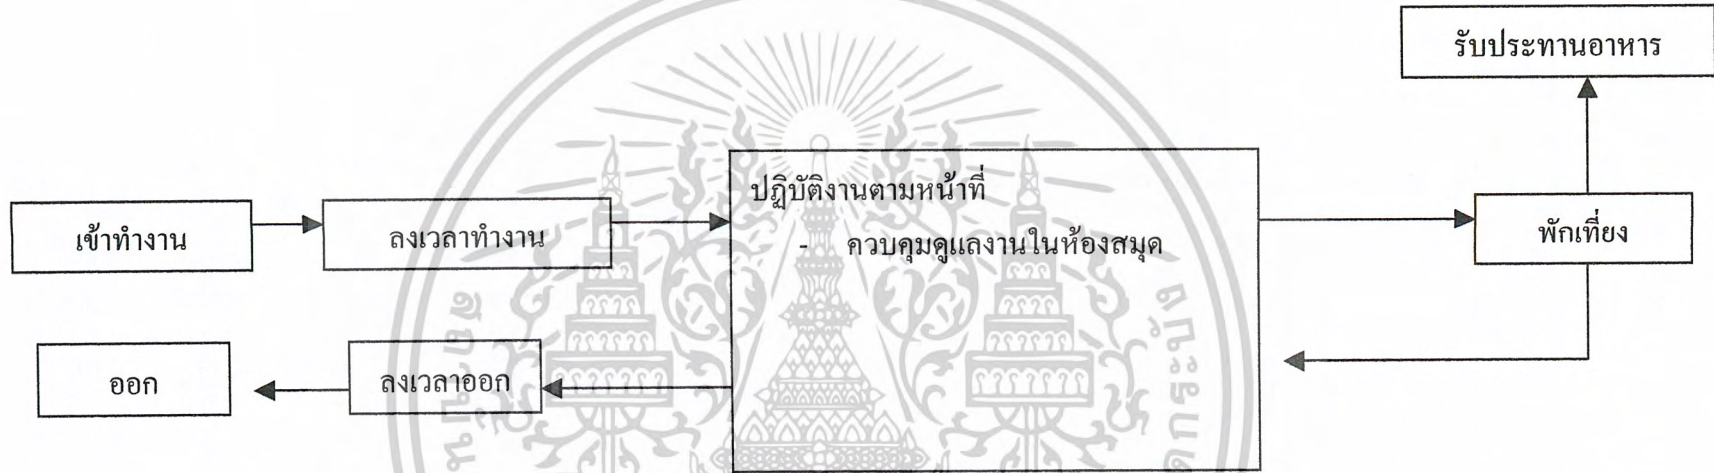 รับประทานอาหาร
เข้าทำงาน
ลงเวลาทำงาน
ปฏิบัติงานตามหน้าที่
- ควบคุมดูแลงานในห้องสมุด
พักเที่ยง
ออก
ลงเวลาออก